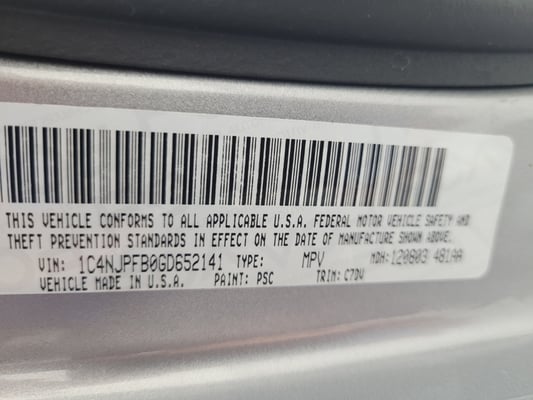 THIS VEHICLE CONFORMS TO ALL APPLICABLE U.S.A. FEDERAL MOTOR VEHICLE SAFETY AND
THEFT PREVENTION STANDARDS IN EFFECT ON THE DATE OF MANUFACTURE SHOWN ABOVE.
VIN: 1C4NJPFB0GD652141 TYPE: MPV MDH: 120803 481AA
VEHICLE MADE IN U.S.A. PAINT: PSC TRIM: C7DV